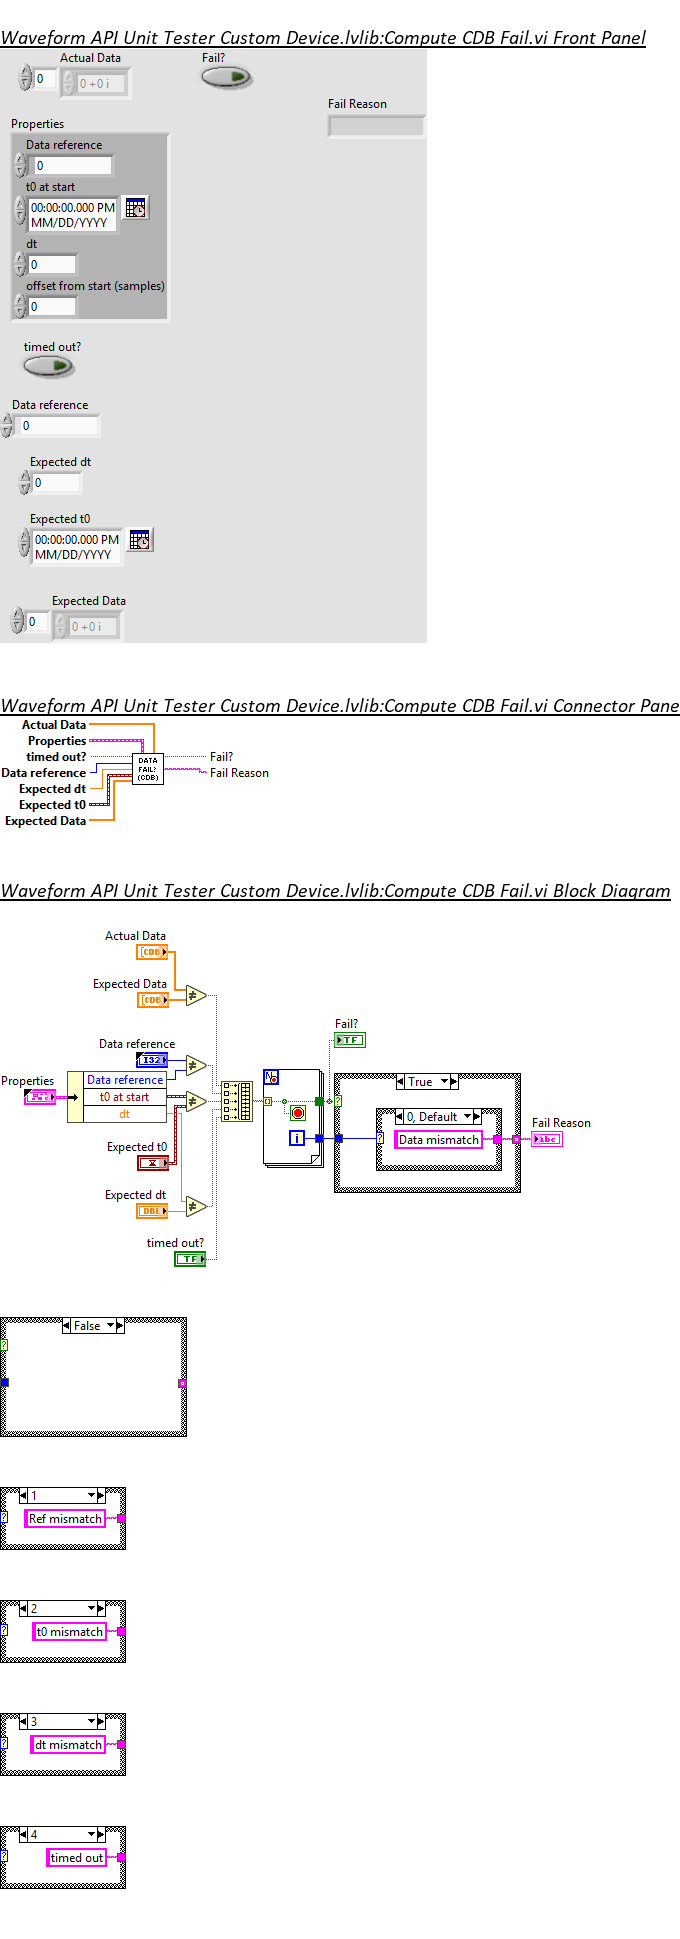 Waveform API Unit Tester Custom Device.lvlib:Compute CDB Fail.vi Front Panel
Actual Data
Fail?
0
0 +0 i
Fail Reason
Properties
Data reference
0
t0 at start
00:00:00.000 PM
MM/DD/YYYY
dt
0
offset from start (samples)
0
timed out?
Data reference
0
Expected dt
0
Expected t0
00:00:00.000 PM
MM/DD/YYYY
Expected Data
0
0 +0 i
Waveform API Unit Tester Custom Device.lvlib:Compute CDB Fail.vi Connector Pane
Actual Data
Properties
timed out?
Data reference
Expected dt
Expected t0
Expected Data
DATA
FAIL?
(CDB)
Fail?
Fail Reason
Waveform API Unit Tester Custom Device.lvlib:Compute CDB Fail.vi Block Diagram
Actual Data
[CDB]
Expected Data
[CDB]
Data reference
I32
Properties
Data reference
t0 at start
dt
Expected t0
Expected dt
DBL
timed out?
TF
N
i
Fail?
TF
True
0, Default
Data mismatch
Fail Reason
abc
False
1
Ref mismatch
2
t0 mismatch
3
dt mismatch
4
timed out